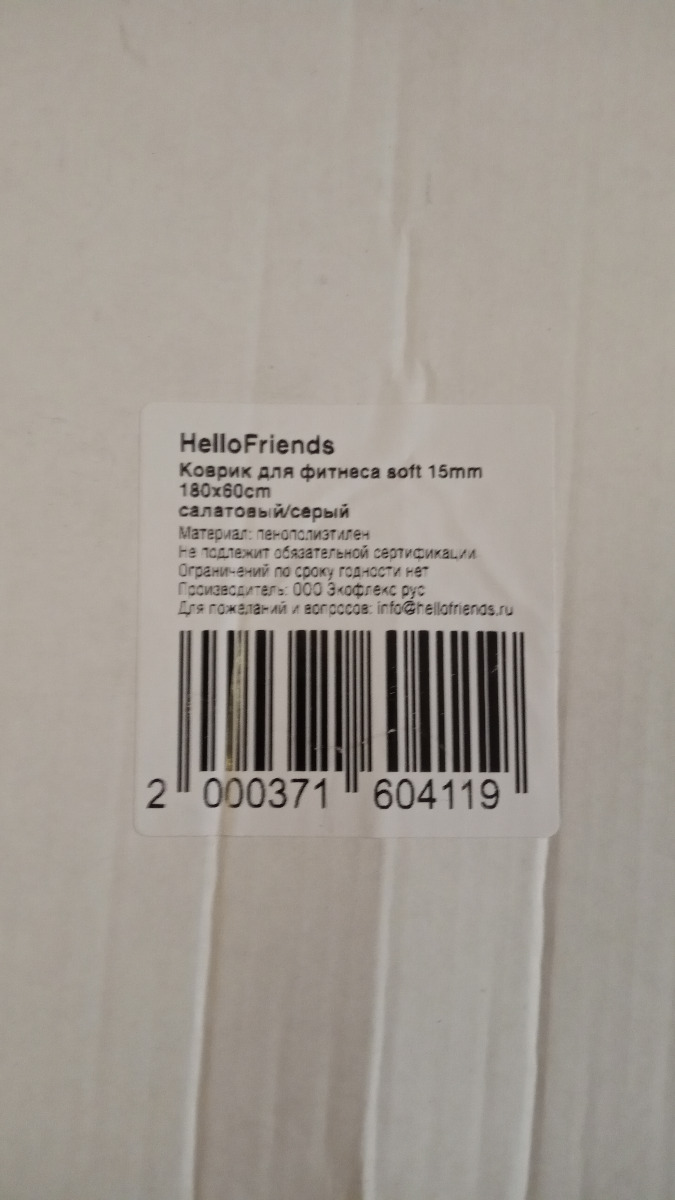 HelloFriends
Коврик для фитнеса soft 15mm
180x60cm
салатовый/серый
Материал: пенополиэтилен
Не подлежит обязательной сертификации
Ограничений по сроку годности нет
Производитель: ООО Экофлекс рус
Для пожеланий и вопросов: info@hellofriends.ru
2 000371 604119